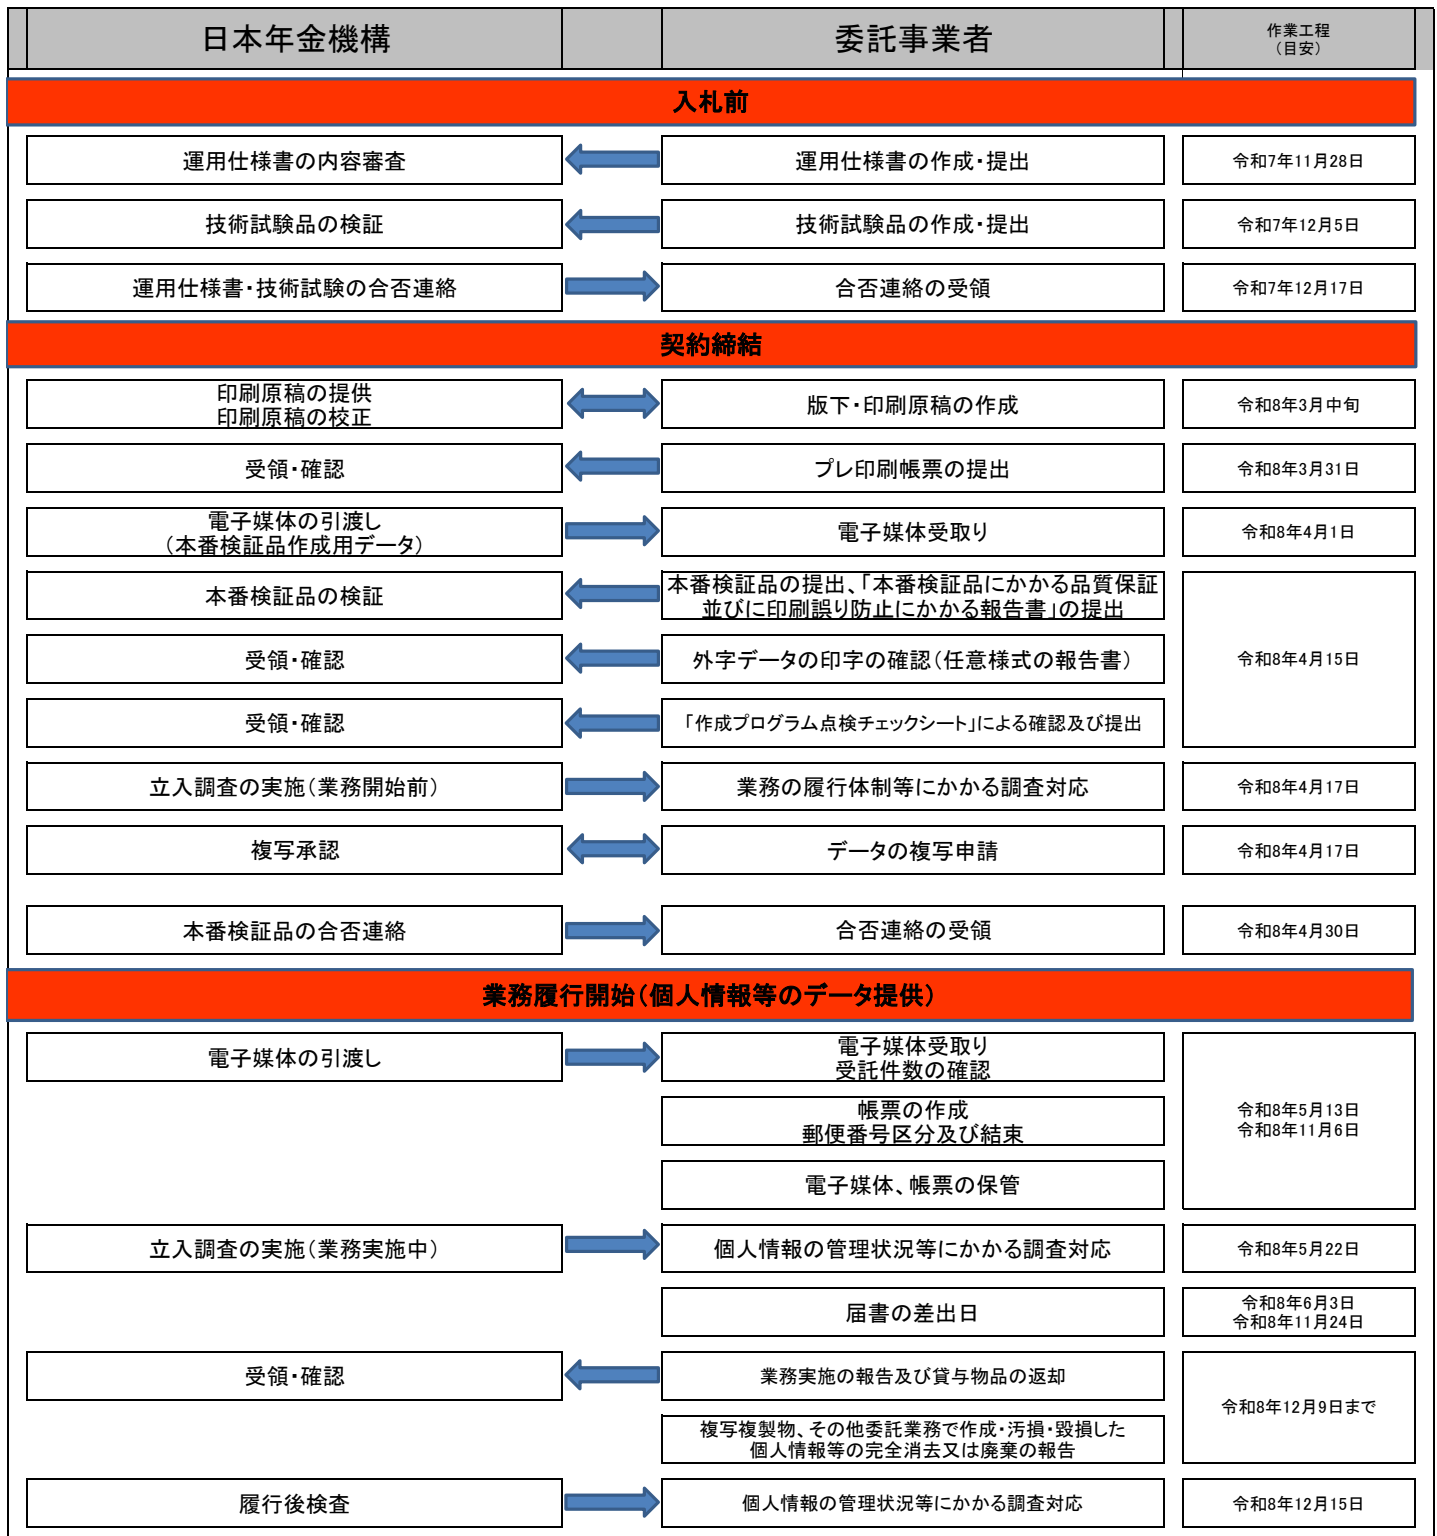 日本年金機構
委託事業者
作業工程
（目安）
入札前
運用仕様書の内容審査
運用仕様書の作成・提出
令和7年11月28日
技術試験品の検証
技術試験品の作成・提出
令和7年12月5日
運用仕様書・技術試験の合否連絡
合否連絡の受領
令和7年12月17日
契約締結
印刷原稿の提供
印刷原稿の校正
版下・印刷原稿の作成
令和8年3月中旬
受領・確認
プレ印刷帳票の提出
令和8年3月31日
電子媒体の引渡し
（本番検証品作成用データ）
電子媒体受取り
令和8年4月1日
本番検証品の検証
本番検証品の提出、「本番検証品にかかる品質保証
並びに印刷誤り防止にかかる報告書」の提出
受領・確認
外字データの印字の確認（任意様式の報告書）
令和8年4月15日
受領・確認
「作成プログラム点検チェックシート」による確認及び提出
立入調査の実施（業務開始前）
業務の履行体制等にかかる調査対応
令和8年4月17日
複写承認
データの複写申請
令和8年4月17日
本番検証品の合否連絡
合否連絡の受領
令和8年4月30日
業務履行開始（個人情報等のデータ提供）
電子媒体の引渡し
電子媒体受取り
受託件数の確認
帳票の作成
郵便番号区分及び結束
令和8年5月13日
令和8年11月6日
電子媒体、帳票の保管
立入調査の実施（業務実施中）
個人情報の管理状況等にかかる調査対応
令和8年5月22日
届書の差出日
令和8年6月3日
令和8年11月24日
受領・確認
業務実施の報告及び貸与物品の返却
令和8年12月9日まで
複写複製物、その他委託業務で作成・汚損・毀損した
個人情報等の完全消去又は廃棄の報告
履行後検査
個人情報の管理状況等にかかる調査対応
令和8年12月15日